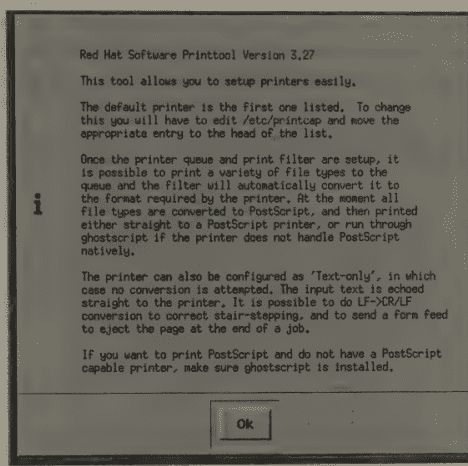 Red Hat Software Printtool Version 3.27
This tool allows you to setup printers easily.
The default printer is the first one listed. To change
this you will have to edit /etc/printcap and move the
appropriate entry to the head of the list.
Once the printer queue and print filter are setup, it
is possible to print a variety of file types to the
queue and the filter will automatically convert it to
the format required by the printer. At the moment all
file types are converted to PostScript, and then printed
either straight to a PostScript printer, or run through
ghostscript if the printer does not handle PostScript
natively.
The printer can also be configured as 'Text-only', in which
case no conversion is attempted. The input text is echoed
straight to the printer. It is possible to do LF->CR/LF
conversion to correct stair-stepping, and to send a form feed
to eject the page at the end of a job.
If you want to print PostScript and do not have a PostScript
capable printer, make sure ghostscript is installed.
Ok